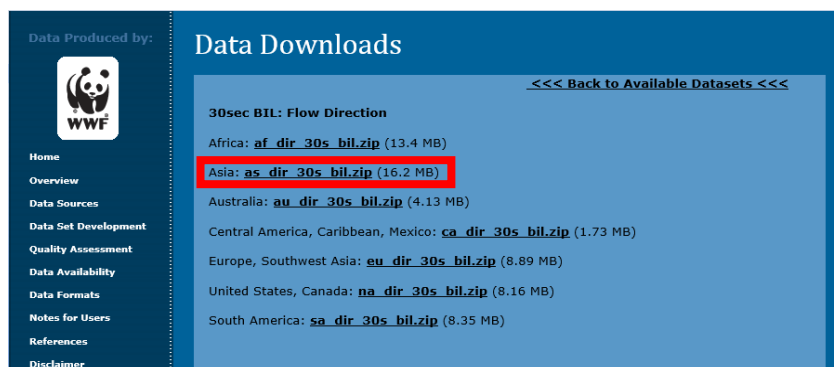 Data Produced by:
WWF
Home
Overview
Data Sources
Data Set Development
Quality Assessment
Data Availability
Data Formats
Notes for Users
References
Disclaimer
Data Downloads
<<< Back to Available Datasets <<<
30sec BIL: Flow Direction
Africa: af_dir_30s_bil.zip (13.4 MB)
Asia: as_dir_30s_bil.zip (16.2 MB)
Australia: au_dir_30s_bil.zip (4.13 MB)
Central America, Caribbean, Mexico: ca_dir_30s_bil.zip (1.73 MB)
Europe, Southwest Asia: eu_dir_30s_bil.zip (8.89 MB)
United States, Canada: na_dir_30s_bil.zip (8.16 MB)
South America: sa_dir_30s_bil.zip (8.35 MB)